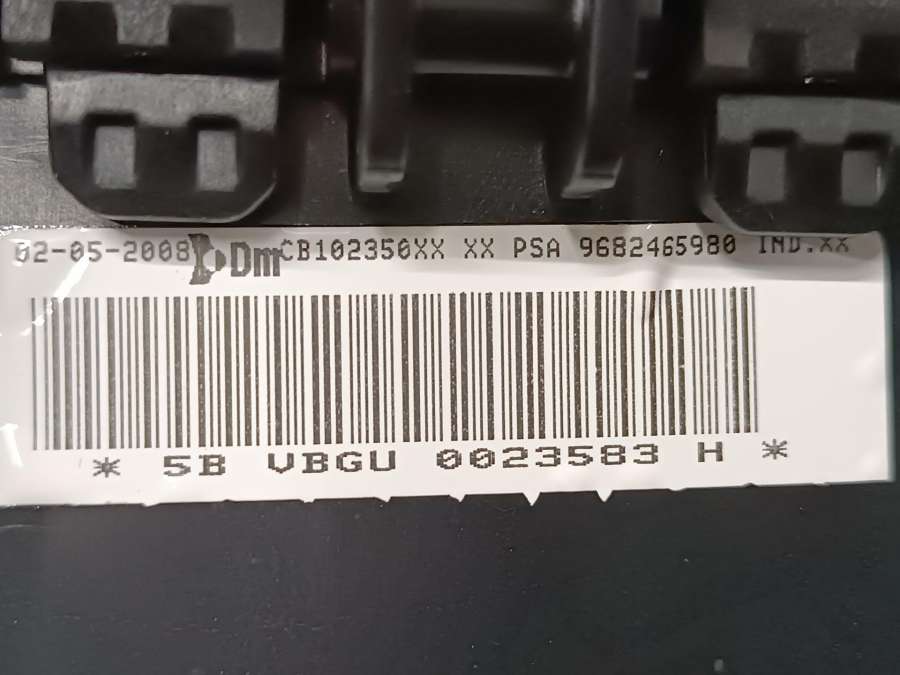 02-05-2008 Dm CB102350XX XX PSA 9682465980 IND.XX
* 5B VBGU 0023583 H *